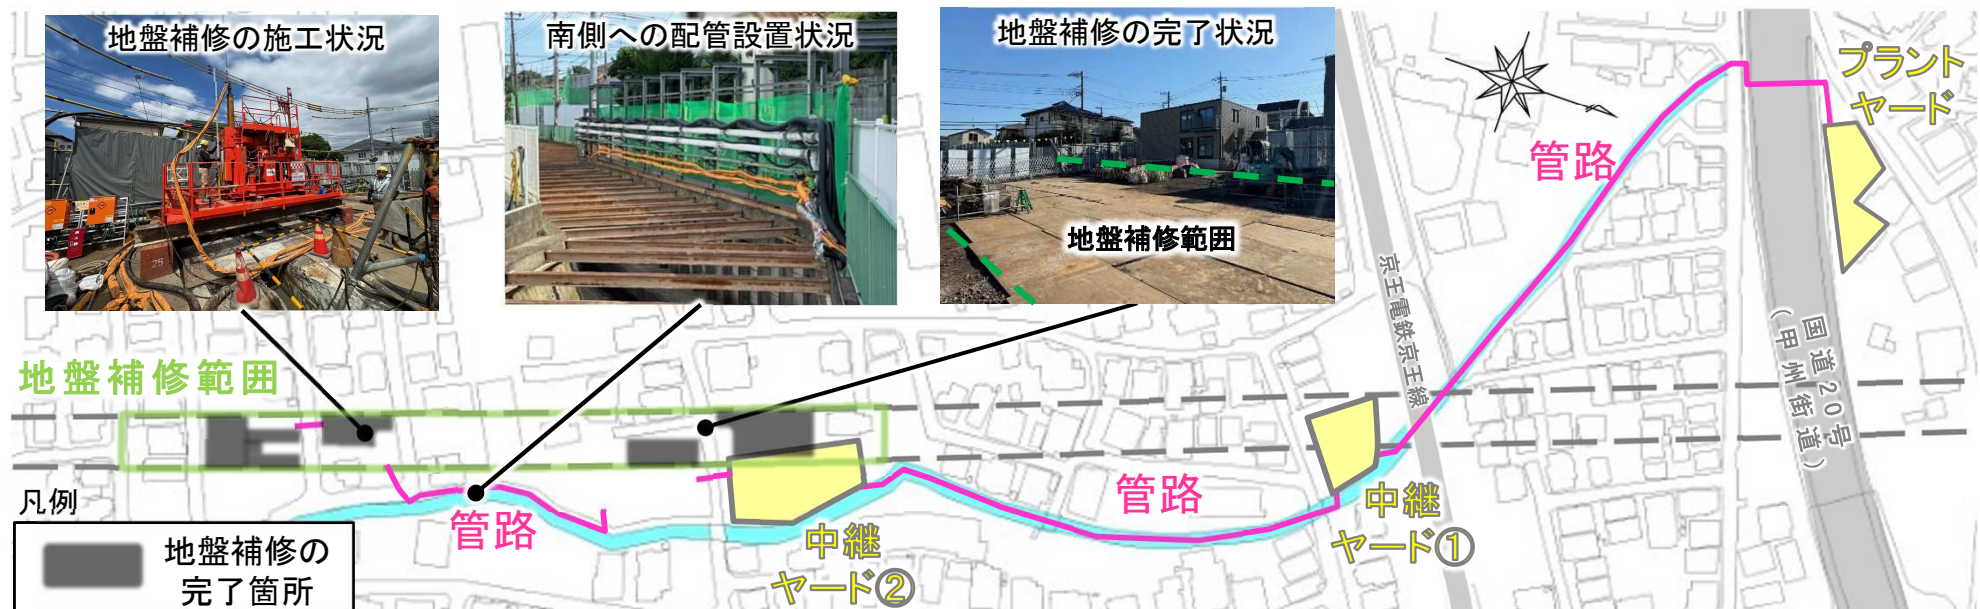 地盤補修の施工状況
南側への配管設置状況
地盤補修の完了状況
地盤補修範囲
プラント
ヤード
管路
京王電鉄京王線
国道20号
(甲州街道)
地盤補修範囲
25
管路
管路
中継
ヤード①
中継
ヤード②
凡例
地盤補修の
完了箇所